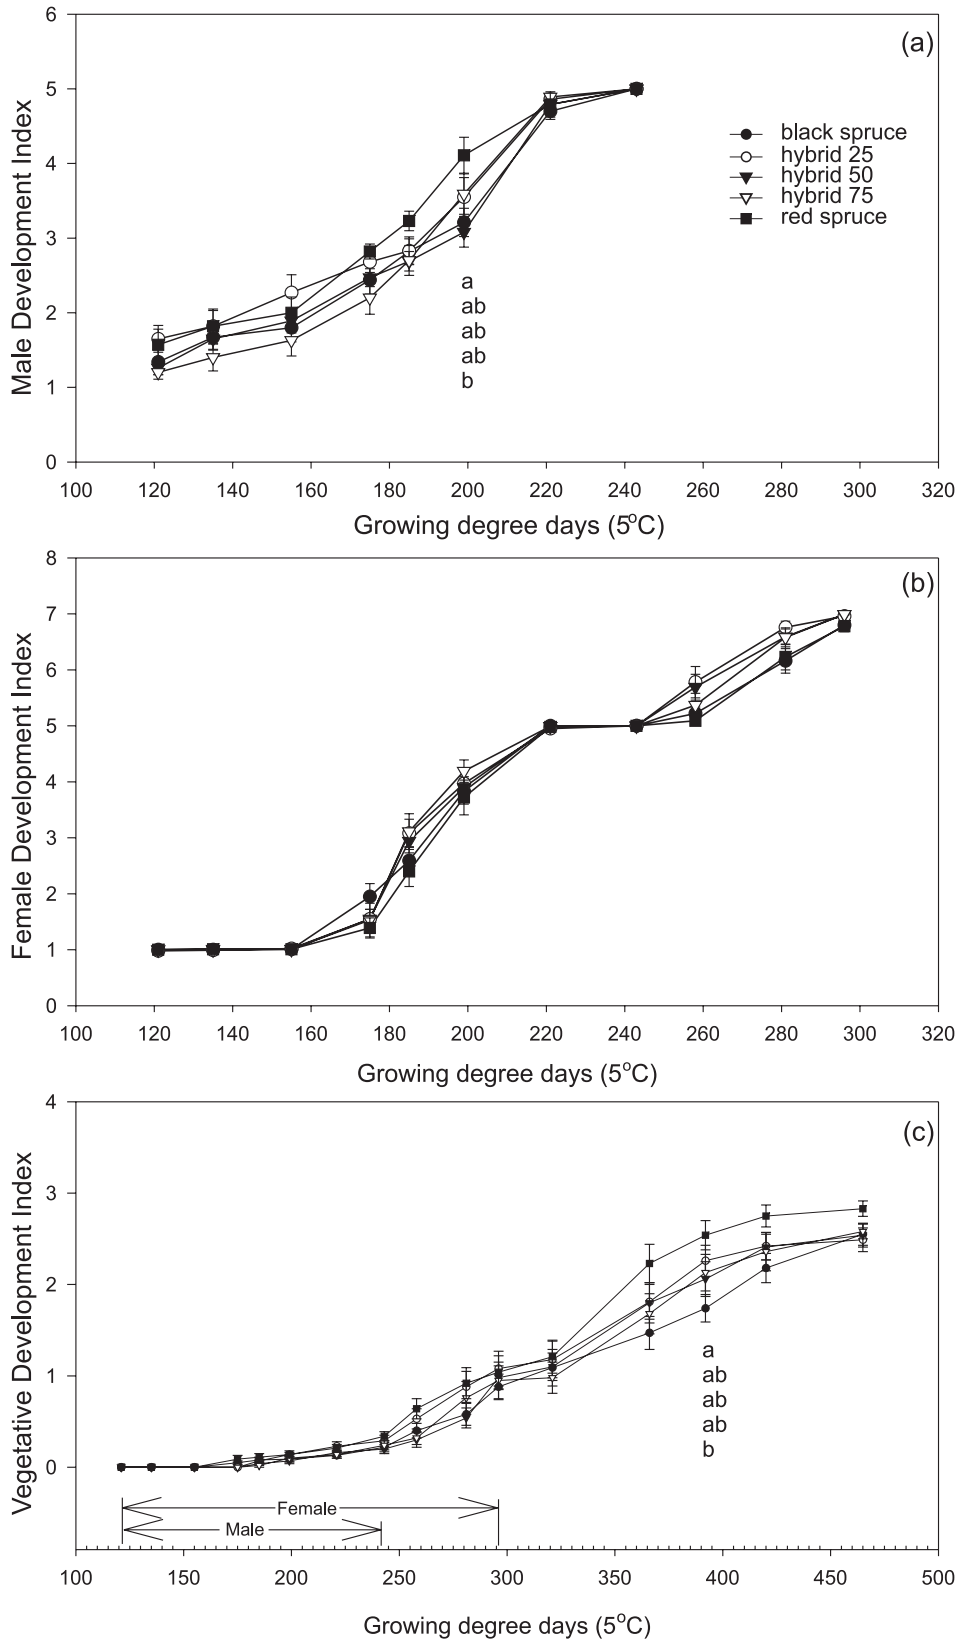 6
5
4
3
2
1
0
Male Development Index
(a)
black spruce
hybrid 25
hybrid 50
hybrid 75
red spruce
a
ab
ab
ab
b
100 120 140 160 180 200 220 240 260 280 300 320
Growing degree days (5°C)
8
7
6
5
4
3
2
1
0
Female Development Index
(b)
100 120 140 160 180 200 220 240 260 280 300 320
Growing degree days (5°C)
4
3
2
1
0
Vegetative Development Index
(c)
a
ab
ab
ab
b
Female
Male
100 150 200 250 300 350 400 450 500
Growing degree days (5°C)